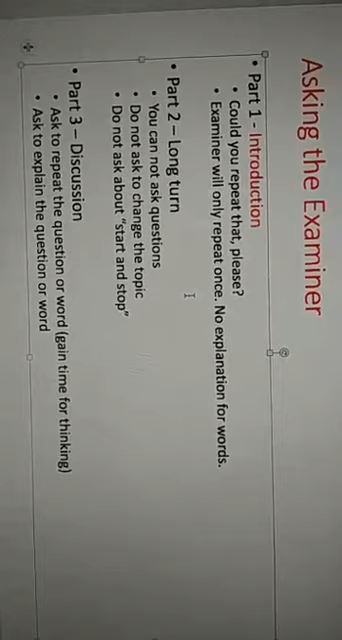 Asking the Examiner
• Part 1 - Introduction
• Could you repeat that, please?
• Examiner will only repeat once. No explanation for words.
• Part 2 – Long turn
• You can not ask questions
• Do not ask to change the topic
• Do not ask about "start and stop"
• Part 3 – Discussion
• Ask to repeat the question or word (gain time for thinking)
• Ask to explain the question or word